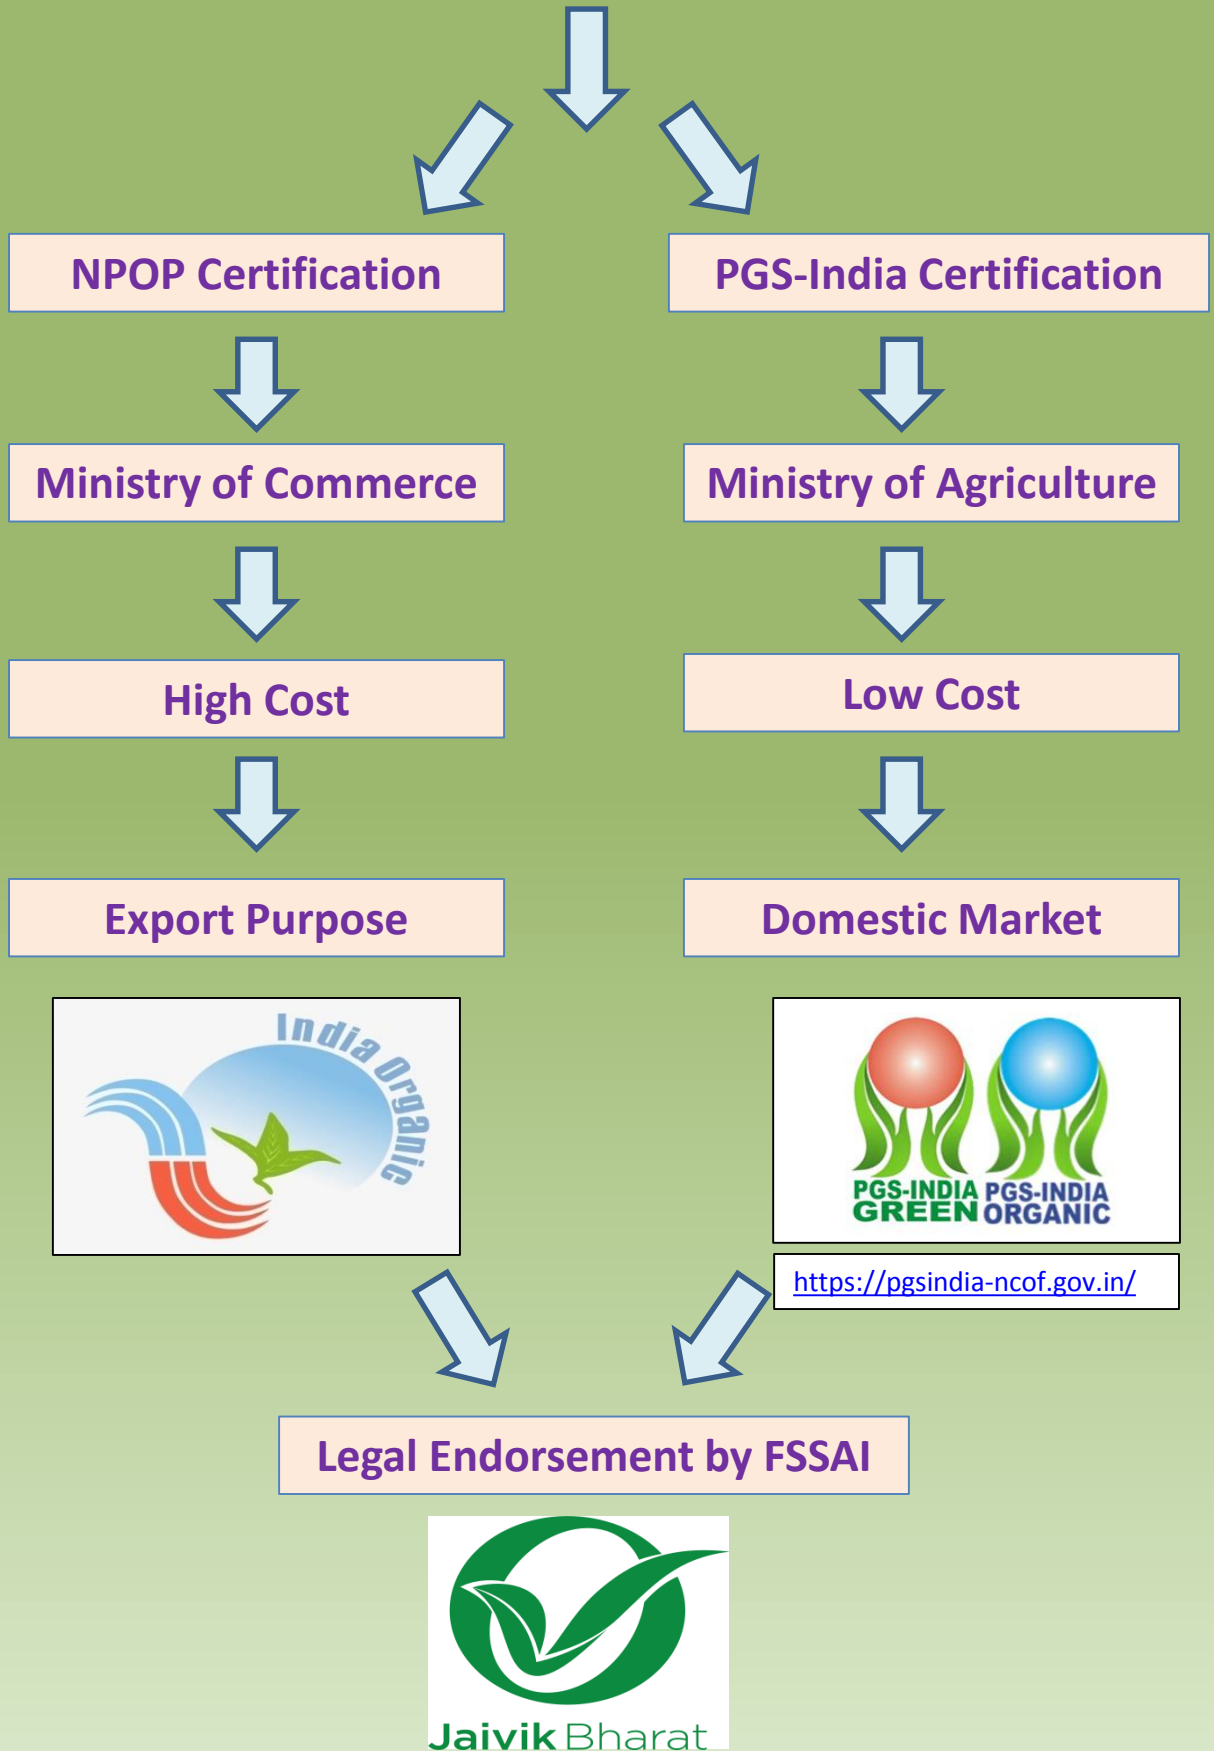 NPOP Certification
PGS-India Certification
Ministry of Commerce
Ministry of Agriculture
High Cost
Low Cost
Export Purpose
Domestic Market
India Organic
PGS-INDIA
GREEN
PGS-INDIA
ORGANIC
https://pgsindia-ncof.gov.in/
Legal Endorsement by FSSAI
Jaivik Bharat